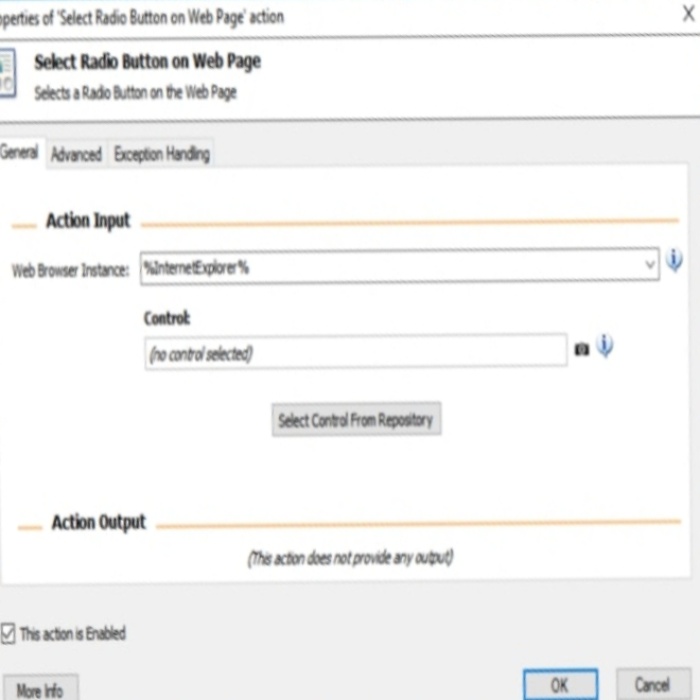 operties of 'Select Radio Button on Web Page' action
X
Select Radio Button on Web Page
Selects a Radio Button on the Web Page
General Advanced Exception Handling
Action Input
Web Browser Instance: %InternetExplorer%
Control:
(no control selected)
Select Control From Repository
Action Output
(This action does not provide any output)
This action is Enabled
More Info OK Cancel